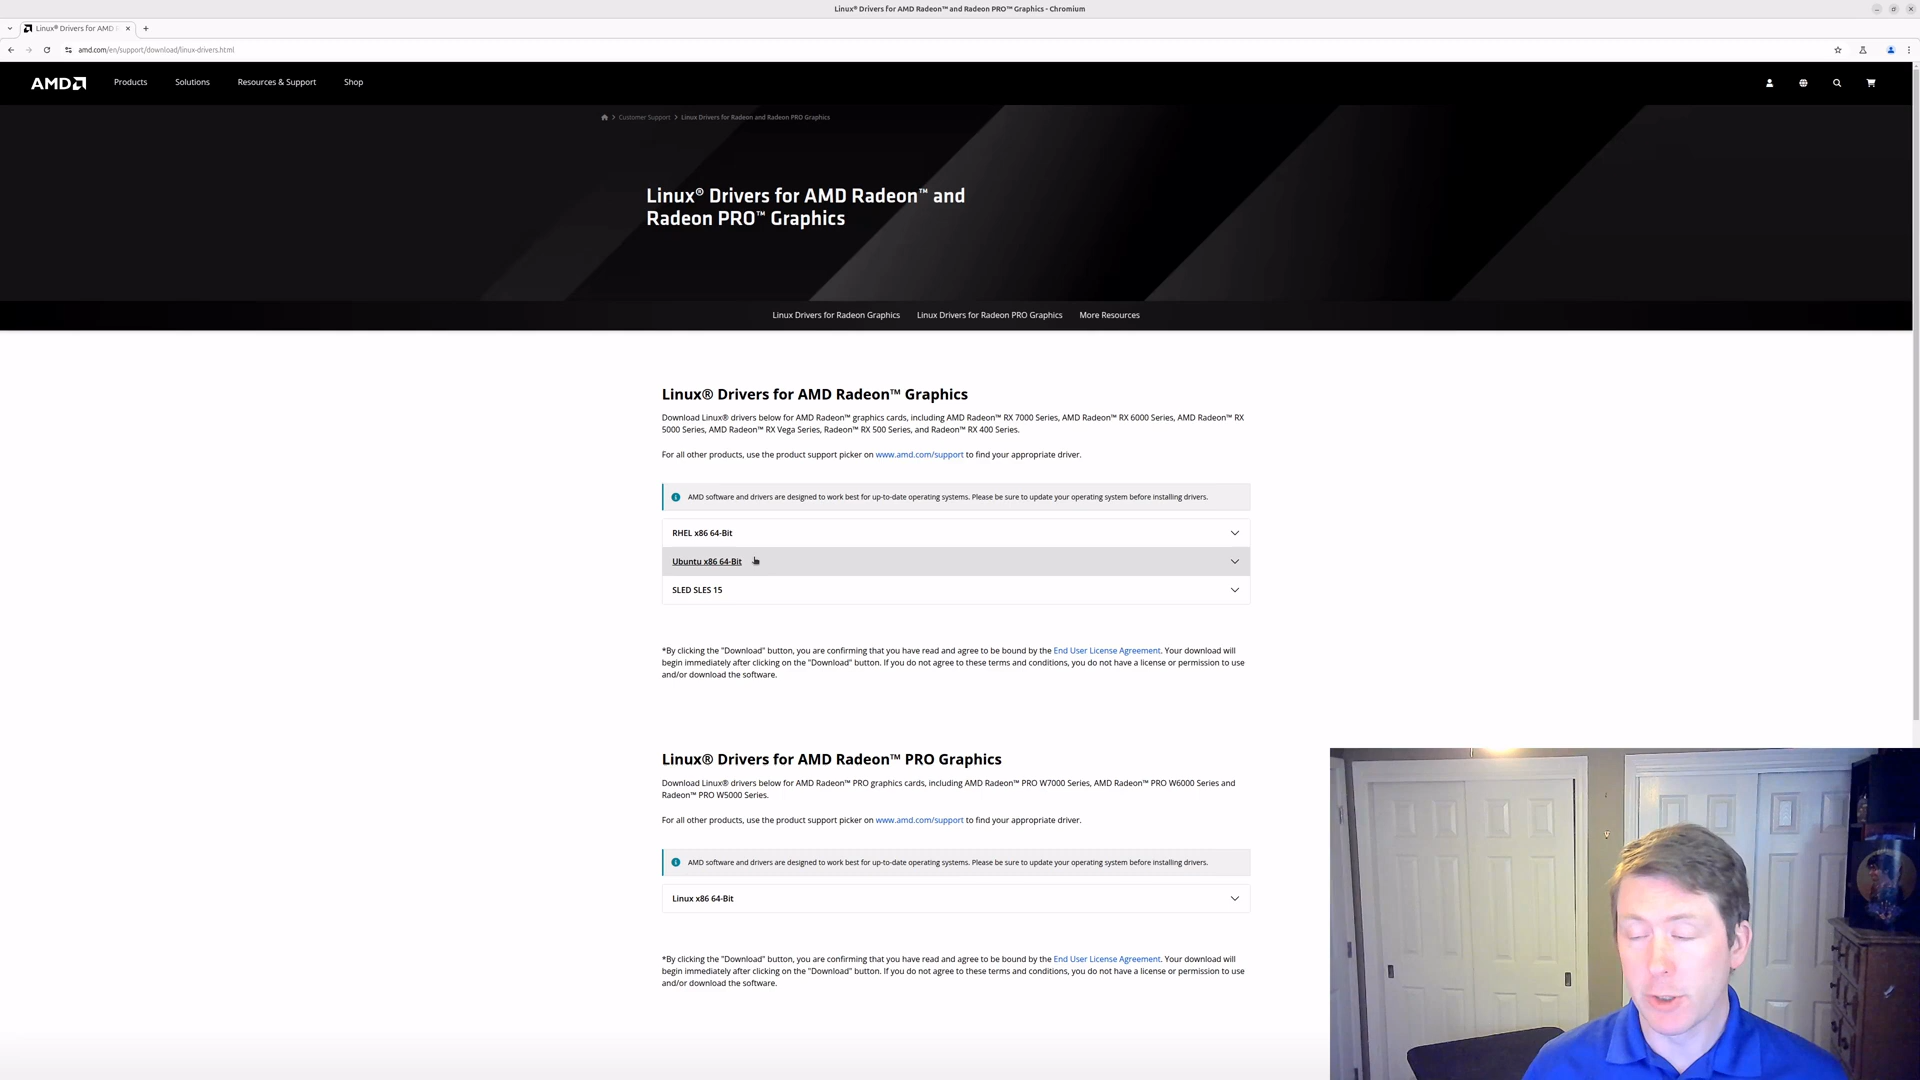 Linux® Drivers for AMD Radeon™ and Radeon PRO™ Graphics - Chromium
Linux® Drivers for AMD
amd.com/en/support/download/linux-drivers.html
AMD
Products
Solutions
Resources & Support
Shop
Customer Support
Linux Drivers for Radeon and Radeon PRO Graphics
Linux® Drivers for AMD Radeon™ and
Radeon PRO™ Graphics
Linux Drivers for Radeon Graphics
Linux Drivers for Radeon PRO Graphics
More Resources
Linux® Drivers for AMD Radeon™ Graphics
Download Linux® drivers below for AMD Radeon™ graphics cards, including AMD Radeon™ RX 7000 Series, AMD Radeon™ RX 6000 Series, AMD Radeon™ RX
5000 Series, AMD Radeon™ RX Vega Series, Radeon™ RX 500 Series, and Radeon™ RX 400 Series.
For all other products, use the product support picker on www.amd.com/support to find your appropriate driver.
AMD software and drivers are designed to work best for up-to-date operating systems. Please be sure to update your operating system before installing drivers.
RHEL x86 64-Bit
Ubuntu x86 64-Bit
SLED SLES 15
*By clicking the "Download" button, you are confirming that you have read and agree to be bound by the End User License Agreement. Your download will
begin immediately after clicking on the "Download" button. If you do not agree to these terms and conditions, you do not have a license or permission to use
and/or download the software.
Linux® Drivers for AMD Radeon™ PRO Graphics
Download Linux® drivers below for AMD Radeon™ PRO graphics cards, including AMD Radeon™ PRO W7000 Series, AMD Radeon™ PRO W6000 Series and
Radeon™ PRO W5000 Series.
For all other products, use the product support picker on www.amd.com/support to find your appropriate driver.
AMD software and drivers are designed to work best for up-to-date operating systems. Please be sure to update your operating system before installing drivers.
Linux x86 64-Bit
*By clicking the "Download" button, you are confirming that you have read and agree to be bound by the End User License Agreement. Your download will
begin immediately after clicking on the "Download" button. If you do not agree to these terms and conditions, you do not have a license or permission to use
and/or download the software.